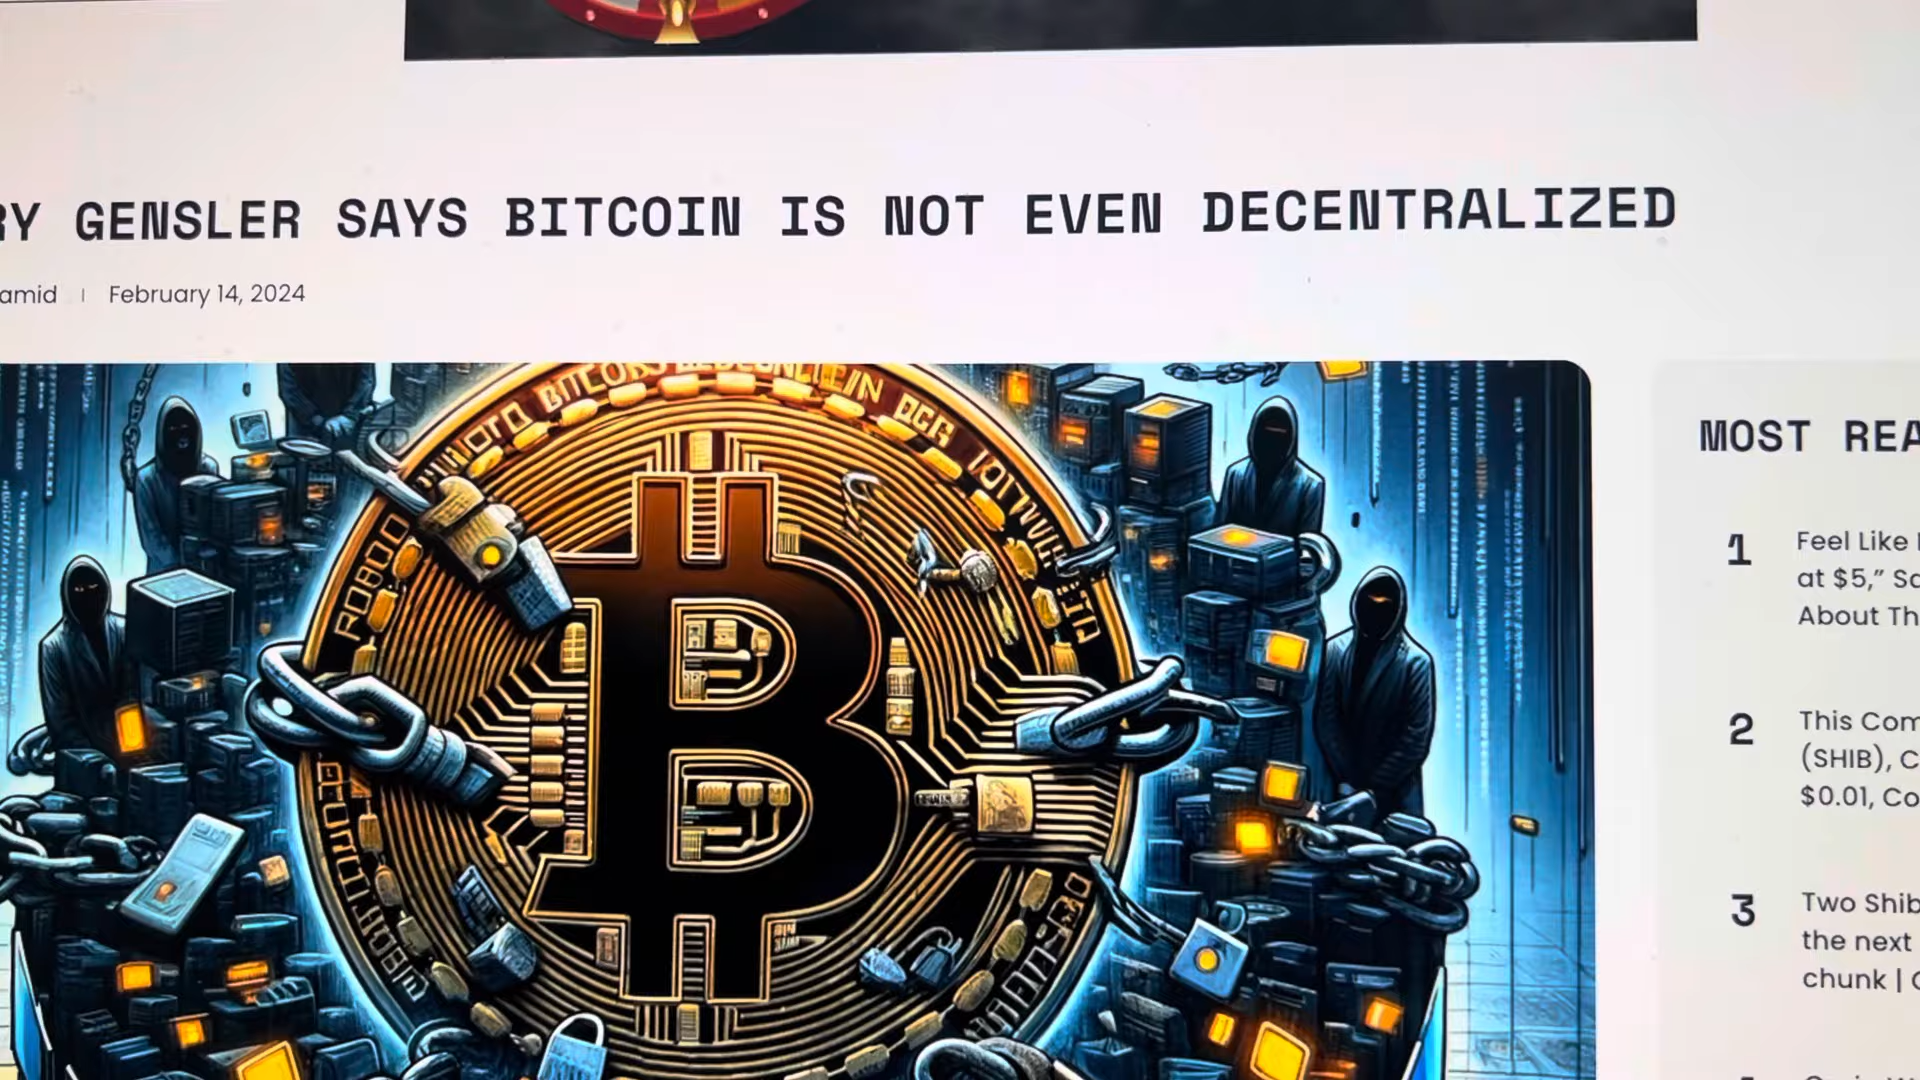 RY GENSLER SAYS BITCOIN IS NOT EVEN DECENTRALIZED
amid | February 14, 2024
MOST REA
1 Feel Like
at $5,” Sa
About Th
2 This Com
(SHIB), C
$0.01, Co
3 Two Shib
the next
chunk |